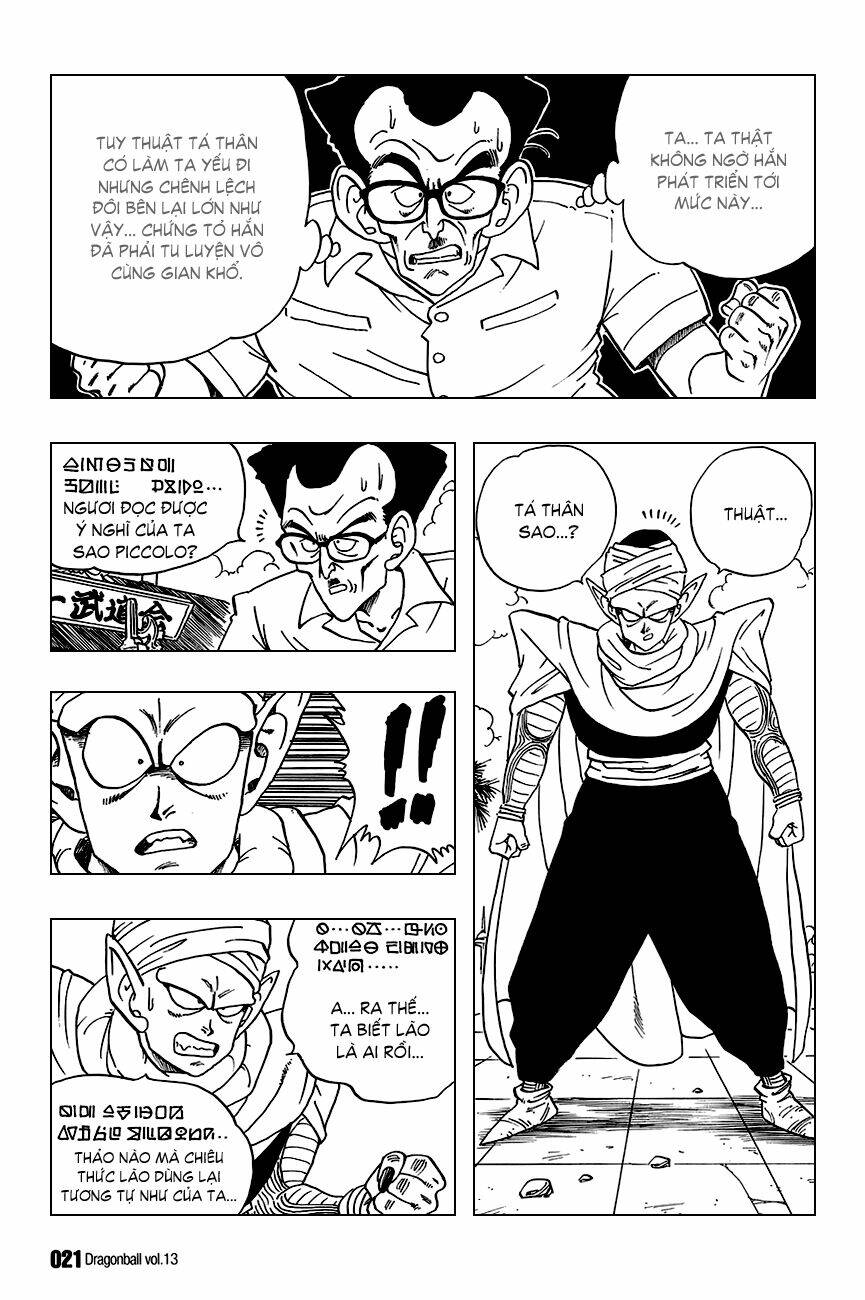 TA... TA THẬT
KHÔNG NGỜ HẮN
PHÁT TRIỂN TỚI
MỨC NÀY...
TUY THUẬT TÁ THÂN
CÓ LÀM TA YẾU ĐI
NHƯNG CHÊNH LỆCH
ĐÔI BÊN LẠI LỚN NHƯ
VẬY... CHỨNG TỎ HẮN
ĐÃ PHẢI TU LUYỆN VÔ
CÙNG GIAN KHỔ.
THUẬT...
TÁ THÂN
SAO...?
NGƯƠI ĐỌC ĐƯỢC
Ý NGHĨ CỦA TA
SAO PICCOLO?
一武道会
!!
A... RA THẾ...
TA BIẾT LÃO
LÀ AI RỒI...
THẢO NÀO MÀ CHIÊU
THỨC LÃO DÙNG LẠI
TƯƠNG TỰ NHƯ CỦA TA...
021 Dragonball vol.13